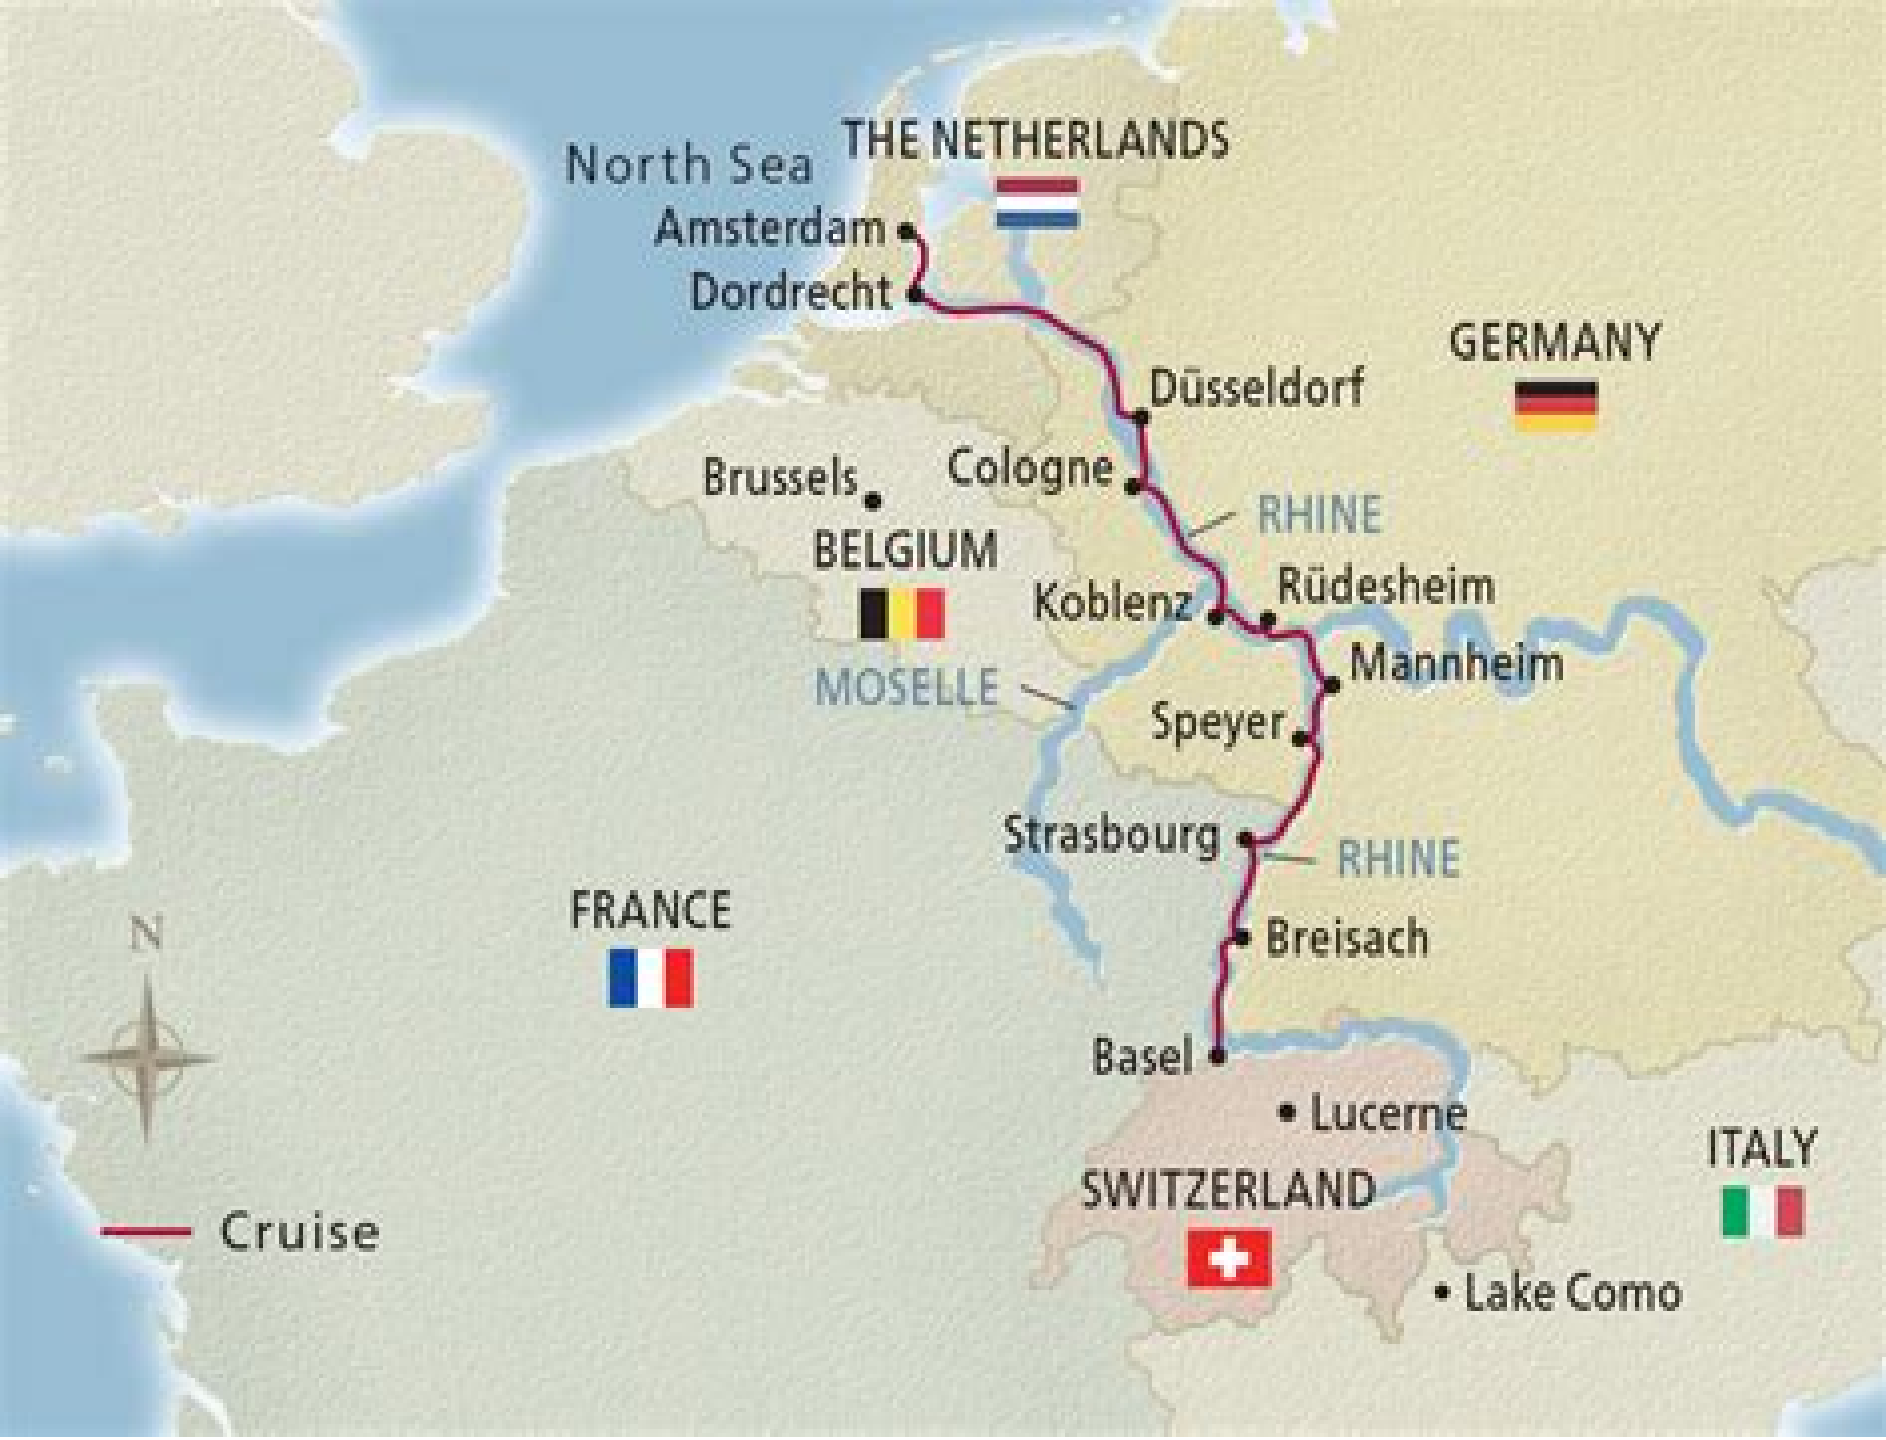 THE NETHERLANDS
North Sea
Amsterdam
Dordrecht
GERMANY
Düsseldorf
Cologne
Brussels
RHINE
BELGIUM
Rüdesheim
Koblenz
Mannheim
MOSELLE
Speyer
Strasbourg
RHINE
FRANCE
N
Breisach
Basel
Lucerne
ITALY
SWITZERLAND
Cruise
Lake Como